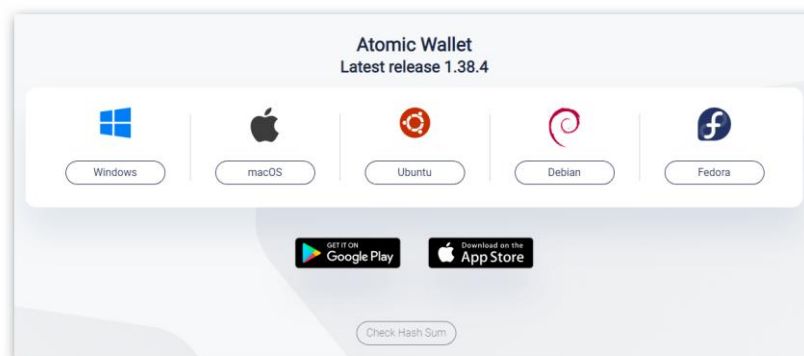 Atomic Wallet
Latest release 1.38.4
Windows macOS Ubuntu Debian Fedora
GET IT ON Download on the
Google Play App Store
Check Hash Sum